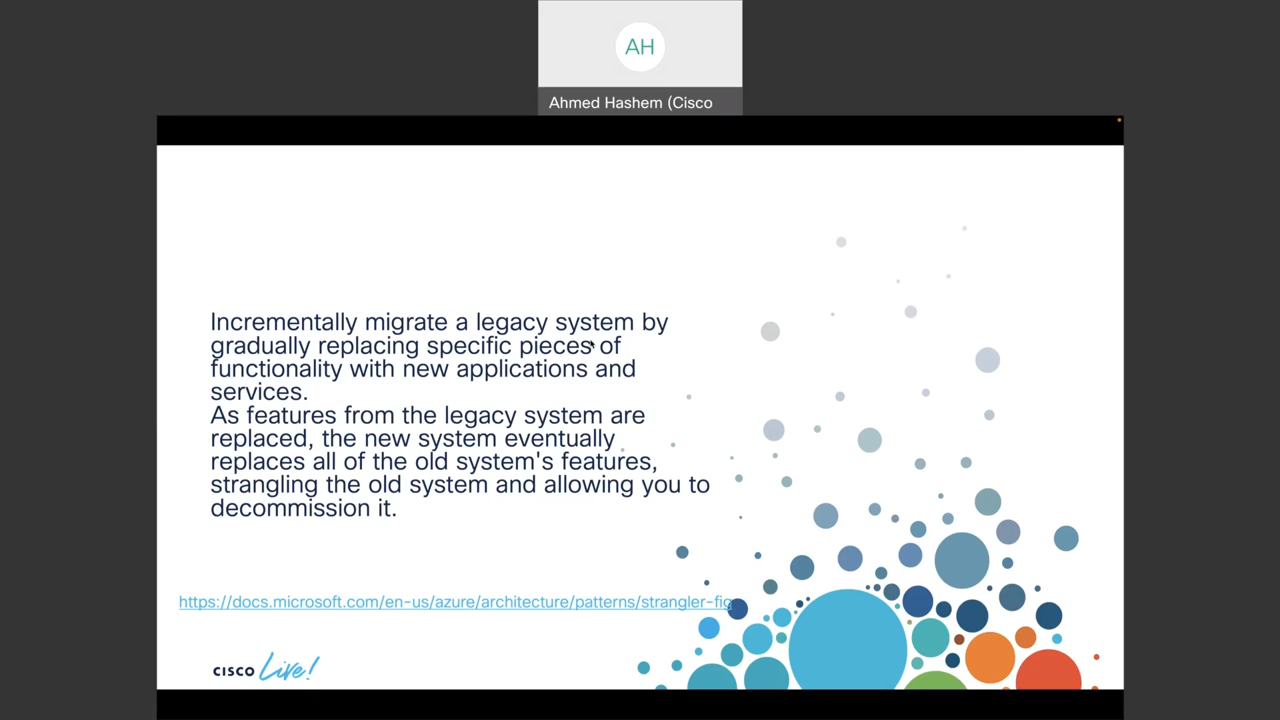 AH
Ahmed Hashem (Cisco
Incrementally migrate a legacy system by
gradually replacing specific pieces of
functionality with new applications and
services.
As features from the legacy system are
replaced, the new system eventually
replaces all of the old system's features,
strangling the old system and allowing you to
decommission it.
https://docs.microsoft.com/en-us/azure/architecture/patterns/strangler-fig
CISCO Live!